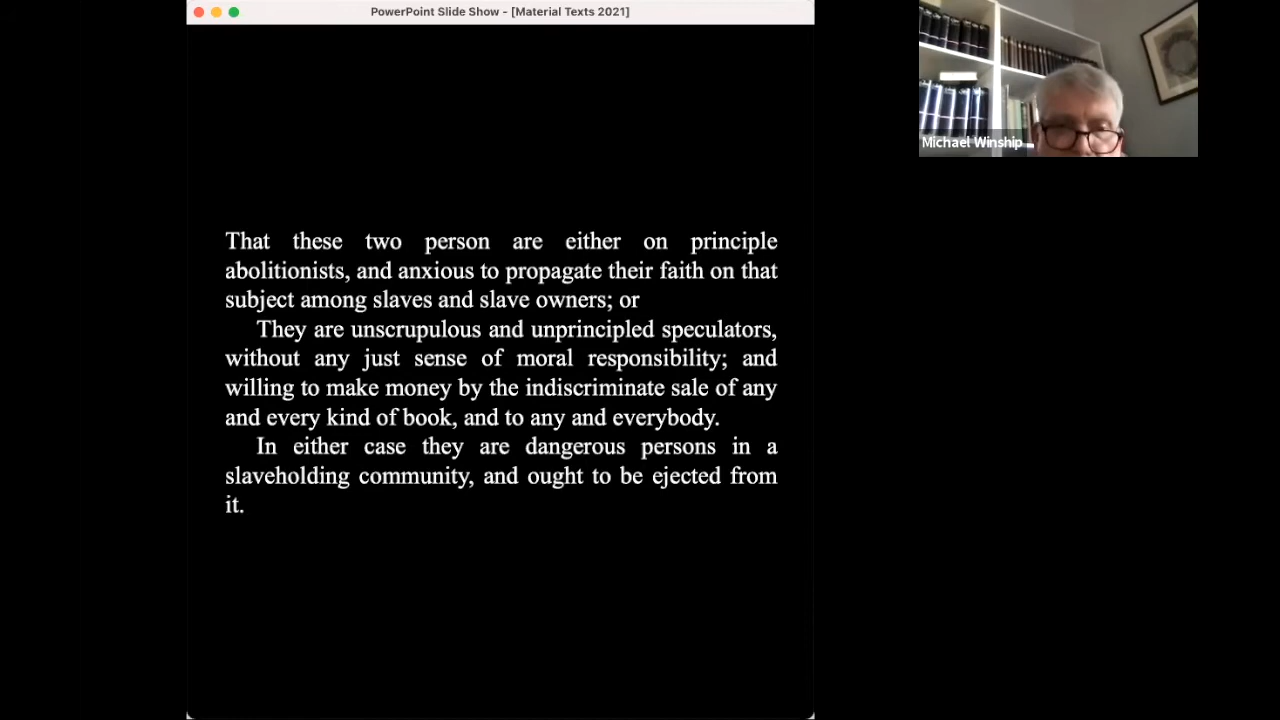 PowerPoint Slide Show - [Material Texts 2021]
Michael Winship
That these two person are either on principle
abolitionists, and anxious to propagate their faith on that
subject among slaves and slave owners; or
They are unscrupulous and unprincipled speculators,
without any just sense of moral responsibility; and
willing to make money by the indiscriminate sale of any
and every kind of book, and to any and everybody.
In either case they are dangerous persons in a
slaveholding community, and ought to be ejected from
it.